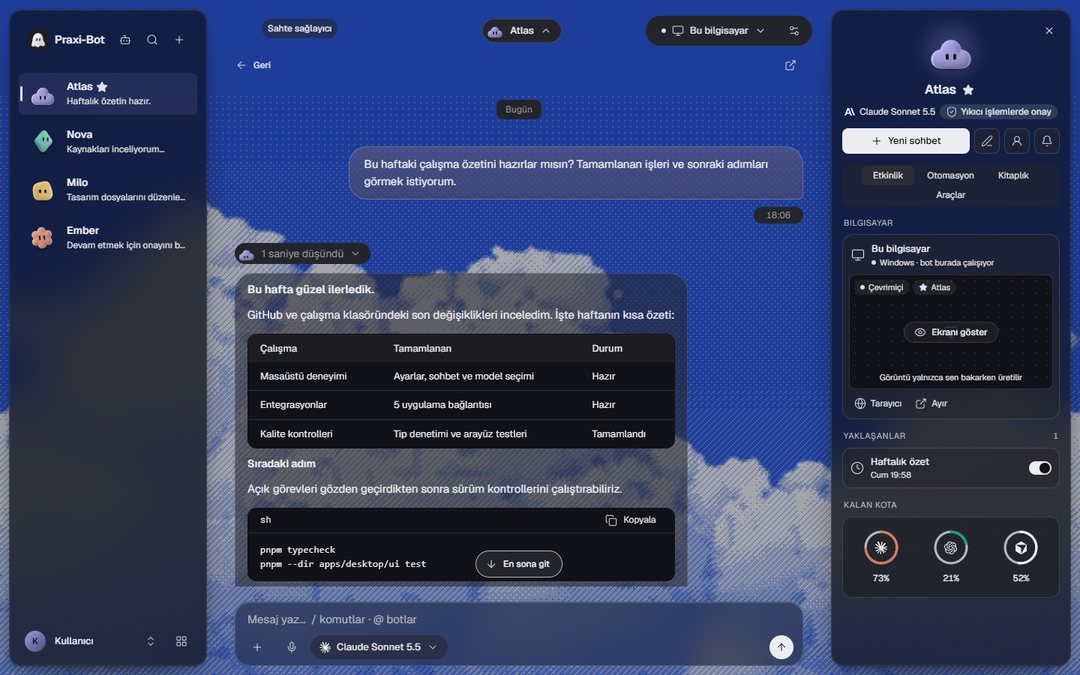 Praxi-Bot
Atlas
Haftalık özetin hazır.
Nova
Kaynakları inceliyorum...
Milo
Tasarım dosyalarını düzenle...
Ember
Devam etmek için onayını b...
K
Kullanıcı
Sahte sağlayıcı
Atlas
Bu bilgisayar
Geri
Bugün
Bu haftaki çalışma özetini hazırlar mısın? Tamamlanan işleri ve sonraki adımları
görmek istiyorum.
18:06
1 saniye düşündü
Bu hafta güzel ilerledik.
GitHub ve çalışma klasöründeki son değişiklikleri inceledim. İşte haftanın kısa özeti:
Çalışma Tamamlanan Durum
Masaüstü deneyimi Ayarlar, sohbet ve model seçimi Hazır
Entegrasyonlar 5 uygulama bağlantısı Hazır
Kalite kontrolleri Tip denetimi ve arayüz testleri Tamamlandı
Sıradaki adım
Açık görevleri gözden geçirdikten sonra sürüm kontrollerini çalıştırabiliriz.
sh Kopyala
pnpm typecheck
pnpm --dir apps/desktop/ui test
En sona git
Mesaj yaz... / komutlar · @ botlar
Claude Sonnet 5.5
Atlas
Claude Sonnet 5.5 Yıkıcı işlemlerde onay
Yeni sohbet
Etkinlik Otomasyon Kitaplık
Araçlar
BİLGİSAYAR
Bu bilgisayar
Windows · bot burada çalışıyor
Çevrimiçi Atlas
Ekranı göster
Görüntü yalnızca sen bakarken üretilir
Tarayıcı Ayır
YAKLAŞANLAR 1
Haftalık özet
Cum 19:58
KALAN KOTA
73% 21% 52%